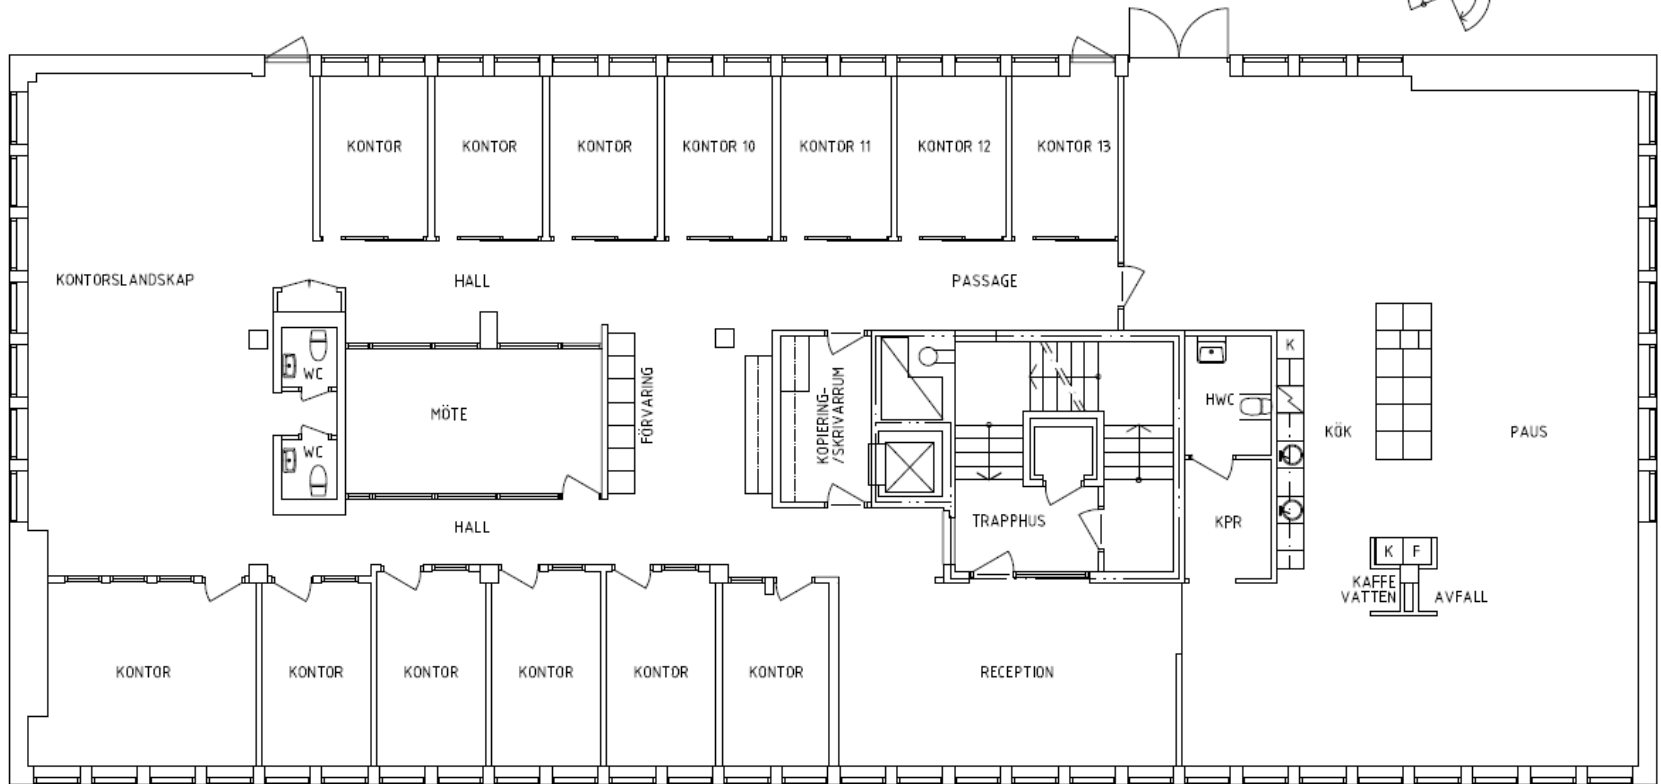 KONTOR
KONTOR
KONTOR
KONTOR 10
KONTOR 11
KONTOR 12
KONTOR 13
KONTORSLANDSKAP
HALL
PASSAGE
WC
MÖTE
FÖRVARING
KOPIERING-
/SKRIVARRUM
K
HWC
KÖK
PAUS
WC
HALL
TRAPPHUS
KPR
K F
KAFFE
VATTEN
AVFALL
KONTOR
KONTOR
KONTOR
KONTOR
KONTOR
KONTOR
RECEPTION